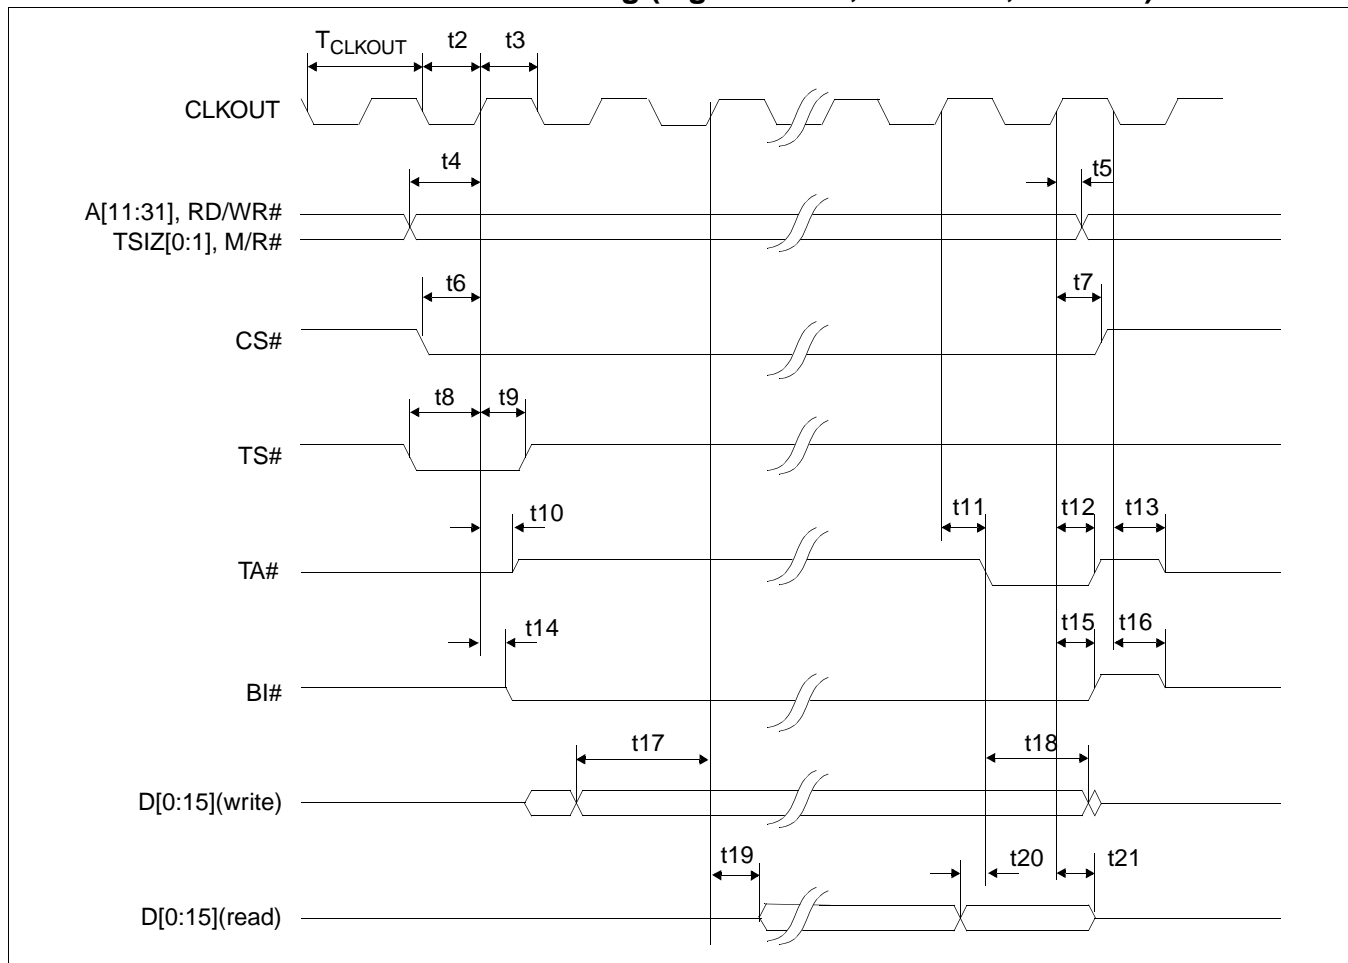 T_CLKOUT t2 t3
CLKOUT
t4 t5
A[11:31], RD/WR#
TSIZ[0:1], M/R#
t6 t7
CS#
t8 t9
TS#
t10 t11 t12 t13
TA#
t14 t15 t16
BI#
t17 t18
D[0:15](write)
t19 t20 t21
D[0:15](read)